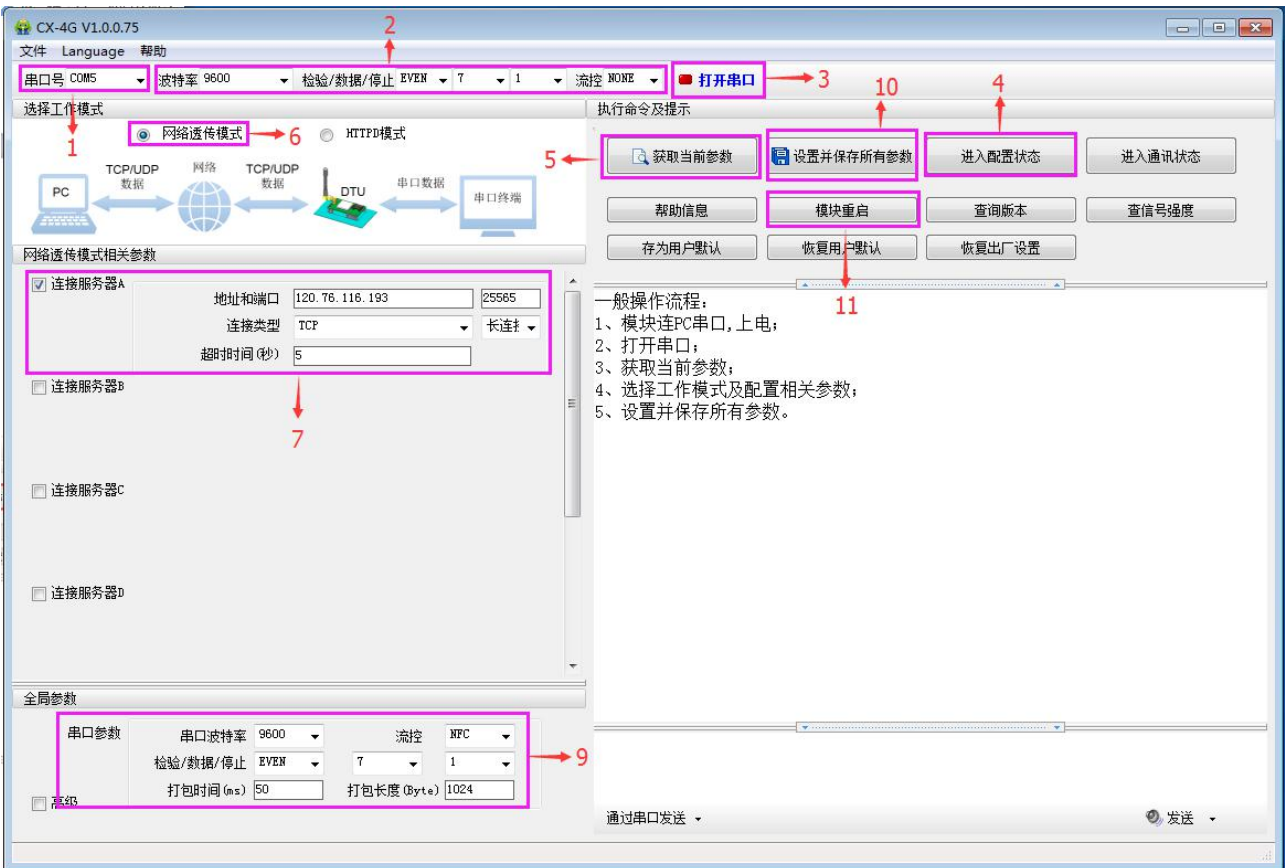 CX-4G V1.0.0.75
2
文件 Language 帮助
串口号 COM5 波特率 9600 检验/数据/停止 EVEN 7 1 流控 NONE 打开串口 3
选择工作模式
执行命令及提示
1
网络透传模式 6 HTTPD模式
10
4
5
获取当前参数 设置并保存所有参数 进入配置状态 进入通讯状态
PC
TCP/UDP
数据
网络
TCP/UDP
数据
DTU
串口数据
串口终端
帮助信息 模块重启 查询版本 查信号强度
存为用户默认 恢复用户默认 恢复出厂设置
11
网络透传模式相关参数
连接服务器A
地址和端口 120.76.116.193 25565
连接类型 TCP
超时时间(秒) 5
7
连接服务器B
连接服务器C
连接服务器D
一般操作流程:
1、模块连PC串口,上电;
2、打开串口;
3、获取当前参数;
4、选择工作模式及配置相关参数;
5、设置并保存所有参数。
全局参数
串口参数
串口波特率 9600 流控 NFC
检验/数据/停止 EVEN 7 1
9
打包时间(ms) 50 打包长度(Byte) 1024
高级
通过串口发送 发送